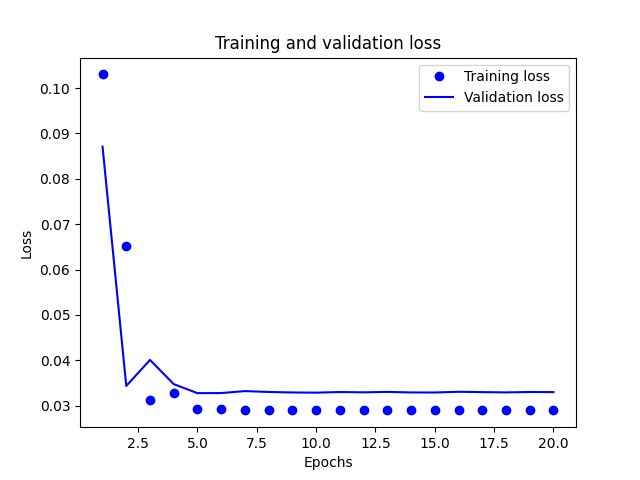 Training and validation loss
Training loss
Validation loss
0.10
0.09
0.08
0.07
0.06
0.05
0.04
0.03
Loss
2.5 5.0 7.5 10.0 12.5 15.0 17.5 20.0
Epochs